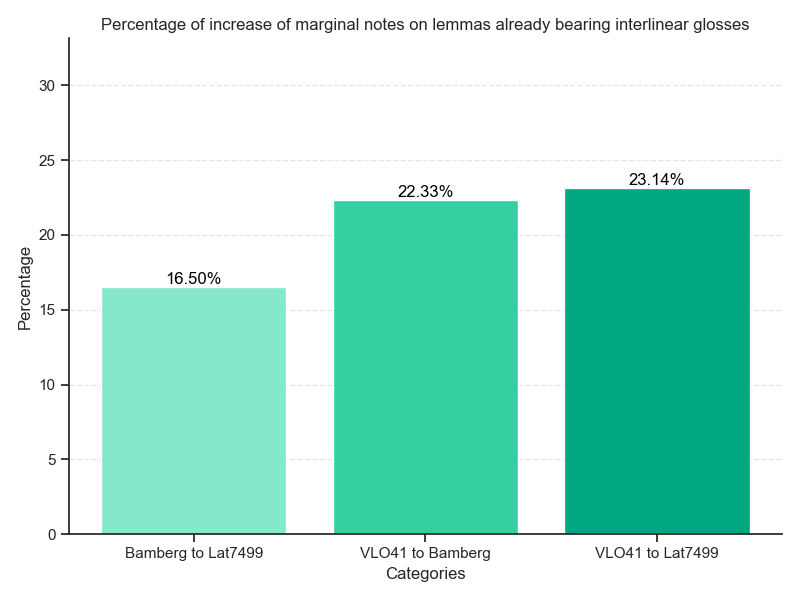 Percentage of increase of marginal notes on lemmas already bearing interlinear glosses
30
25
20
15
10
5
0
Percentage
16.50%
22.33%
23.14%
Bamberg to Lat7499
VLO41 to Bamberg
VLO41 to Lat7499
Categories